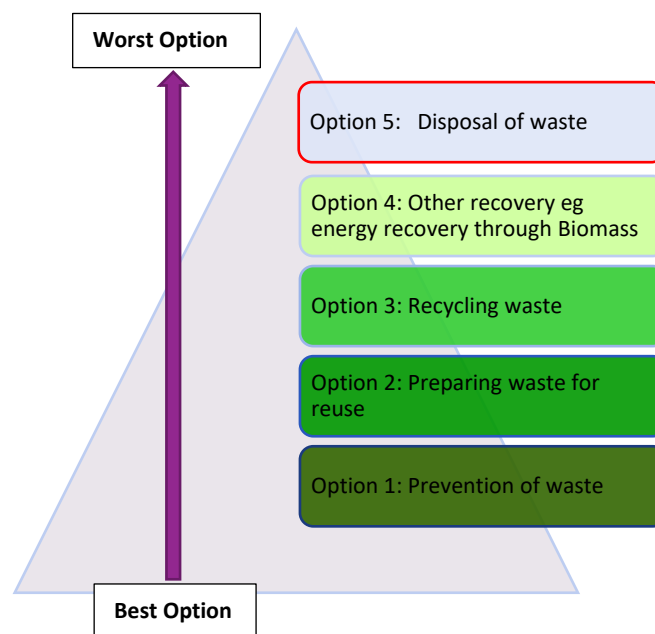 Worst Option
Option 5: Disposal of waste
Option 4: Other recovery eg
energy recovery through Biomass
Option 3: Recycling waste
Option 2: Preparing waste for
reuse
Option 1: Prevention of waste
Best Option